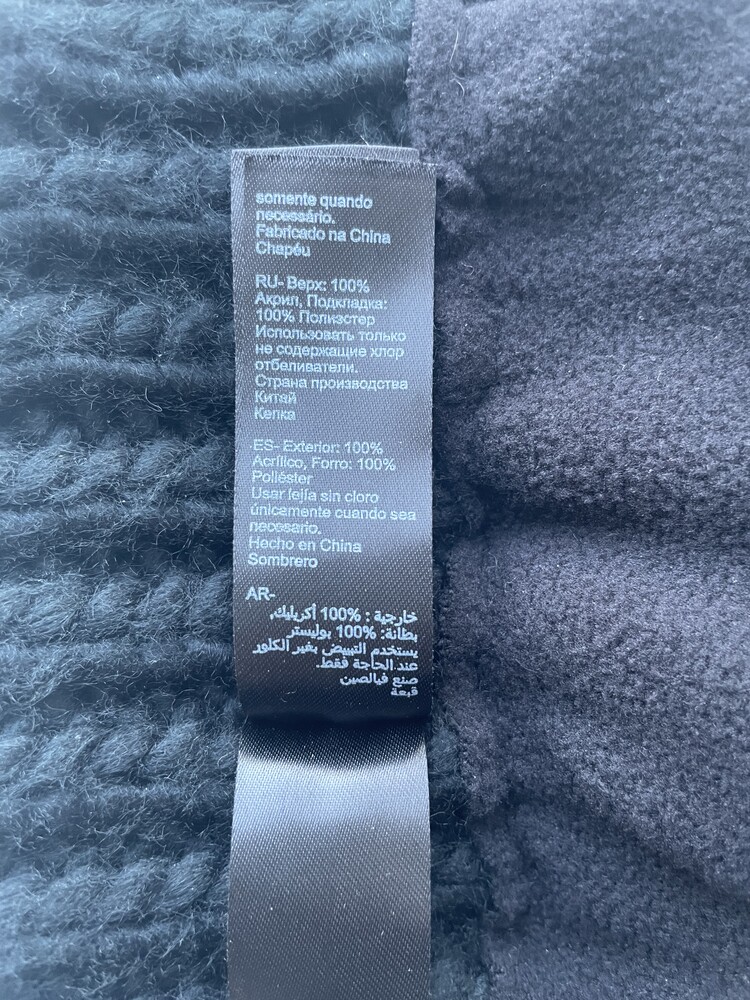 somente quando
necessário.
Fabricado na China
Chapéu
RU- Верх: 100%
Акрил, Подкладка:
100% Полиэстер
Использовать только
не содержащие хлор
отбеливатели.
Страна производства
Китай
Кепка
ES- Exterior: 100%
Acrílico, Forro: 100%
Poliéster
Usar lejía sin cloro
únicamente cuando sea
necesario.
Hecho en China
Sombrero
AR-
خارجية : 100% أكريليك,
بطانة: 100% بوليستر
يستخدم التبييض بغير الكلور
عند الحاجة فقط.
صنع فيالصين
قبعة